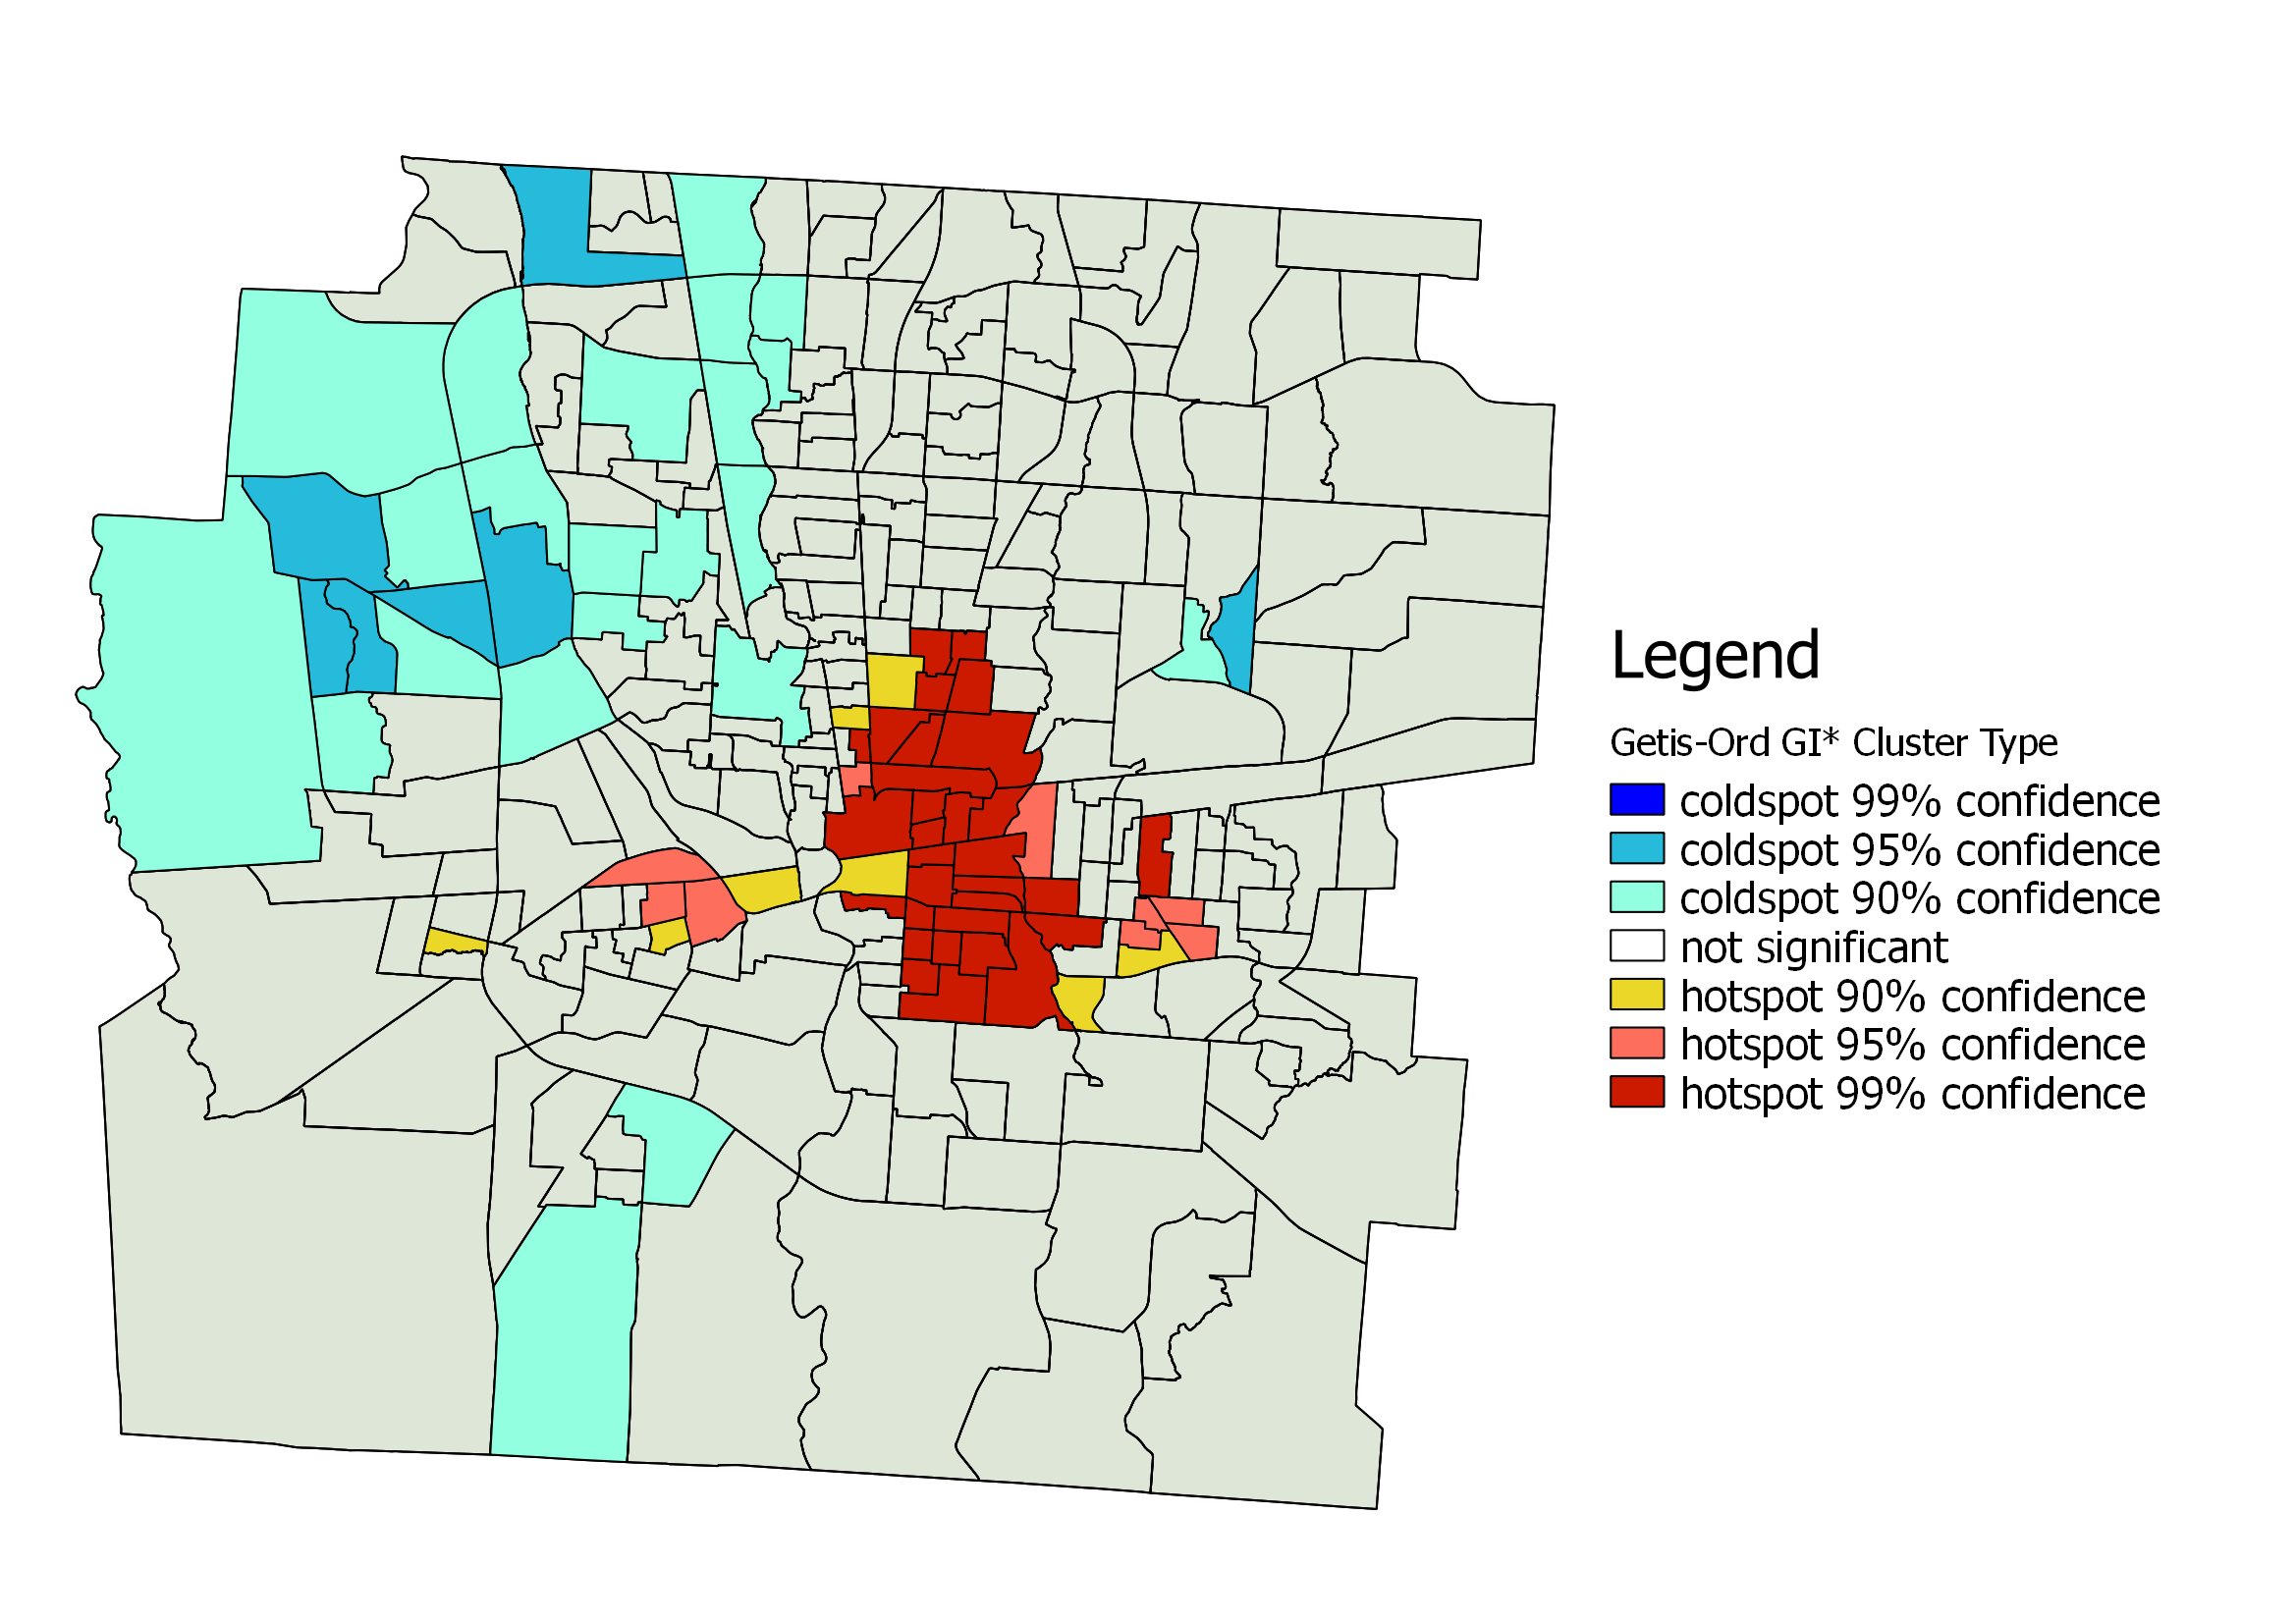 Legend
Getis-Ord GI* Cluster Type
coldspot 99% confidence
coldspot 95% confidence
coldspot 90% confidence
not significant
hotspot 90% confidence
hotspot 95% confidence
hotspot 99% confidence